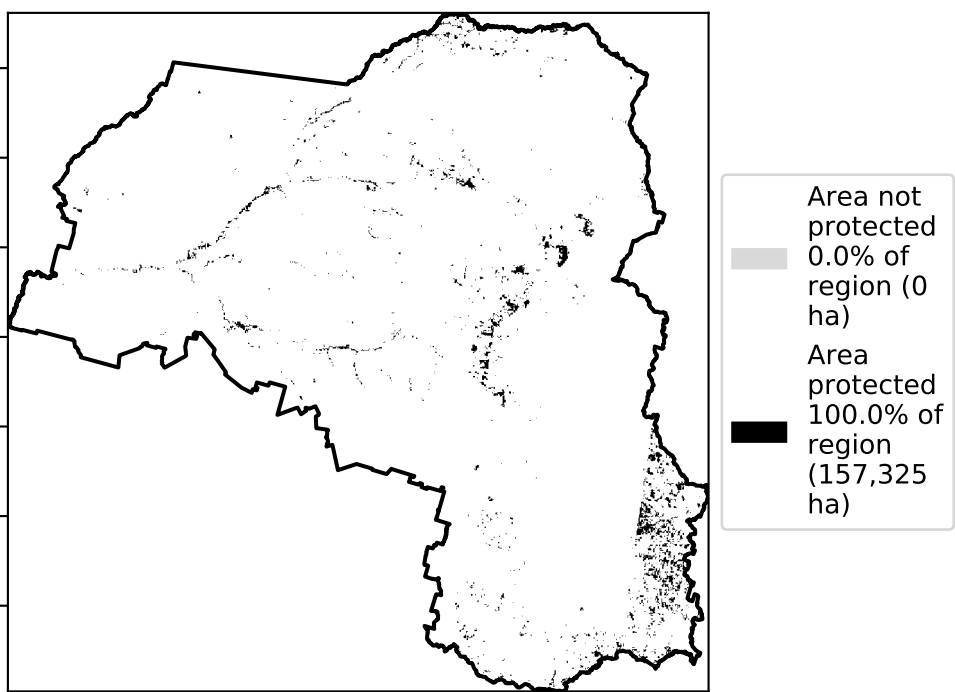 Area not
protected
0.0% of
region (0
ha)
Area
protected
100.0% of
region
(157,325
ha)